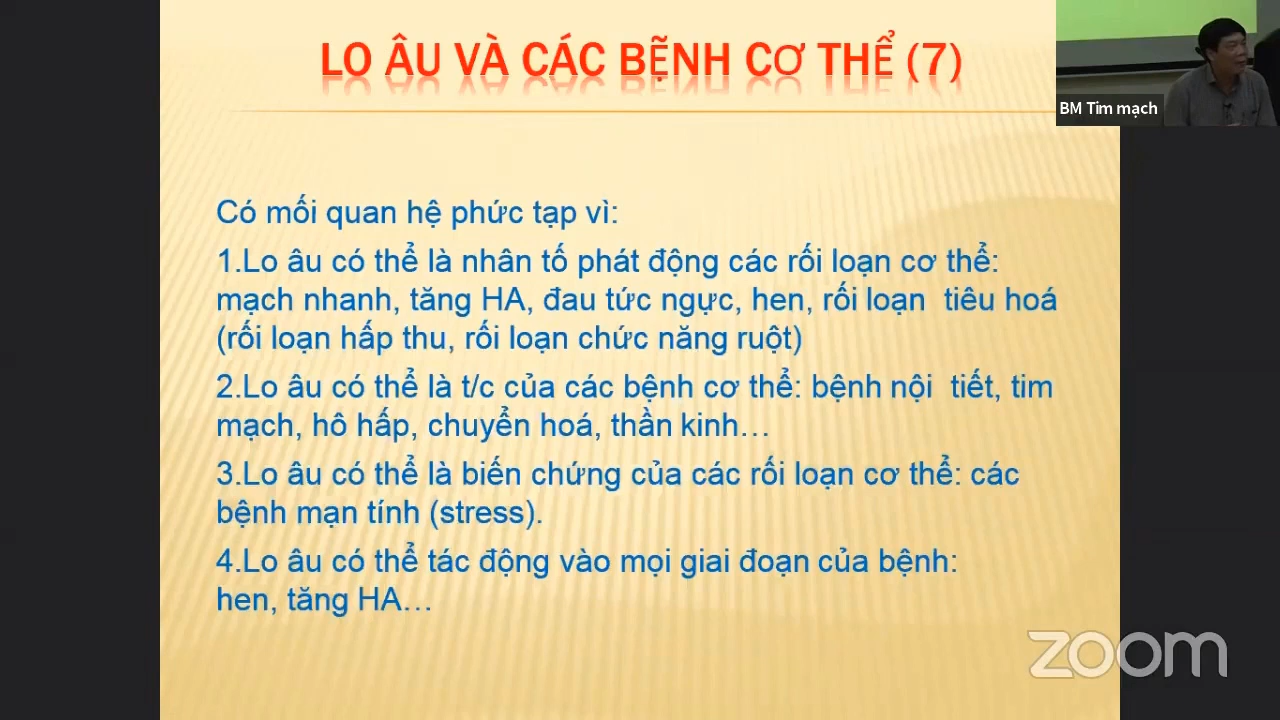 LO ÂU VÀ CÁC BỆNH CƠ THỂ (7)
BM Tim mạch
Có mối quan hệ phức tạp vì:
1.Lo âu có thể là nhân tố phát động các rối loạn cơ thể:
mạch nhanh, tăng HA, đau tức ngực, hen, rối loạn tiêu hoá
(rối loạn hấp thu, rối loạn chức năng ruột)
2.Lo âu có thể là t/c của các bệnh cơ thể: bệnh nội tiết, tim
mạch, hô hấp, chuyển hoá, thần kinh…
3.Lo âu có thể là biến chứng của các rối loạn cơ thể: các
bệnh mạn tính (stress).
4.Lo âu có thể tác động vào mọi giai đoạn của bệnh:
hen, tăng HA…
zoom